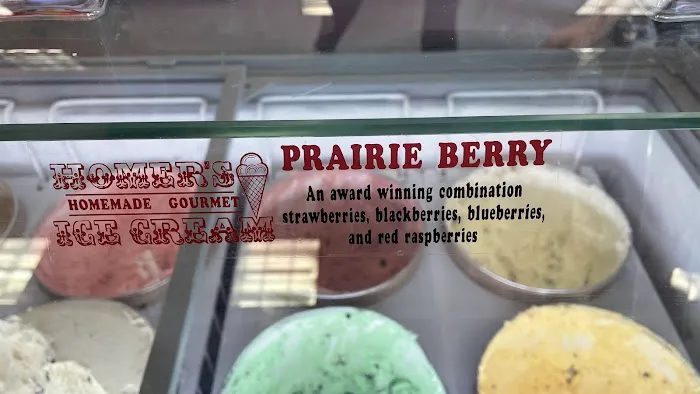 HOMER'S
HOMEMADE GOURMET
ICE CREAM
PRAIRIE BERRY
An award winning combination
strawberries, blackberries, blueberries,
and red raspberries